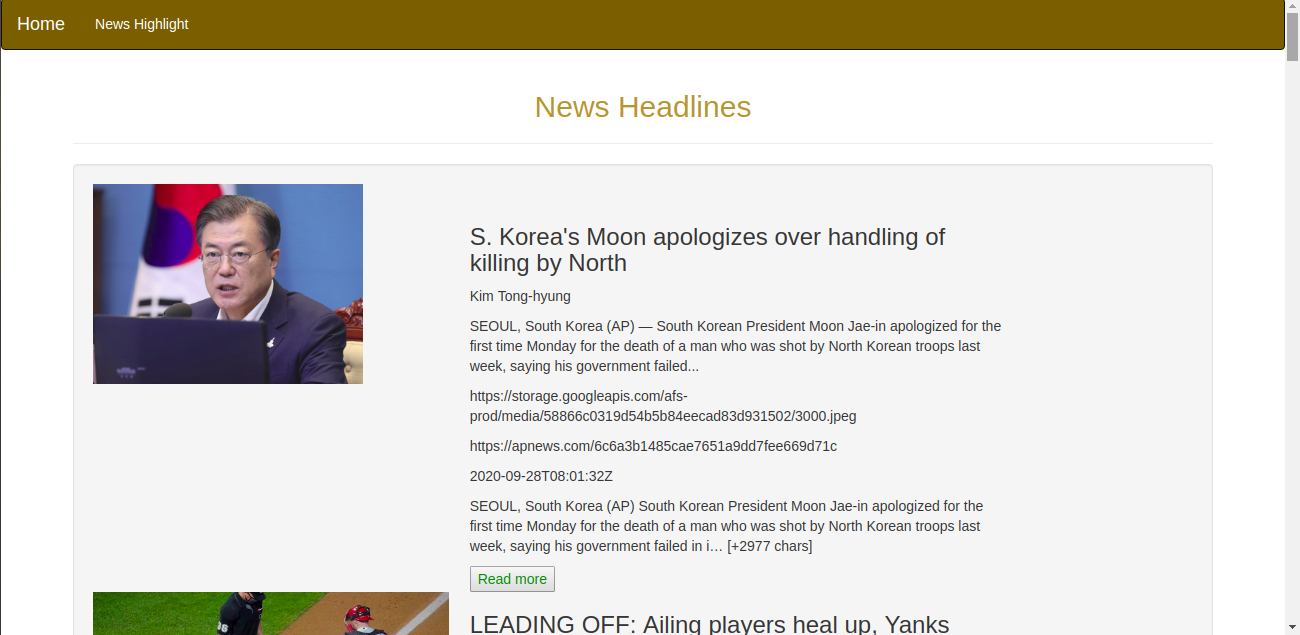 Home News Highlight
News Headlines
S. Korea's Moon apologizes over handling of
killing by North
Kim Tong-hyung
SEOUL, South Korea (AP) — South Korean President Moon Jae-in apologized for the
first time Monday for the death of a man who was shot by North Korean troops last
week, saying his government failed...
https://storage.googleapis.com/afs-
prod/media/58866c0319d54b5b84eecad83d931502/3000.jpeg
https://apnews.com/6c6a3b1485cae7651a9dd7fee669d71c
2020-09-28T08:01:32Z
SEOUL, South Korea (AP) South Korean President Moon Jae-in apologized for the
first time Monday for the death of a man who was shot by North Korean troops last
week, saying his government failed in i… [+2977 chars]
Read more
LEADING OFF: Ailing players heal up, Yanks